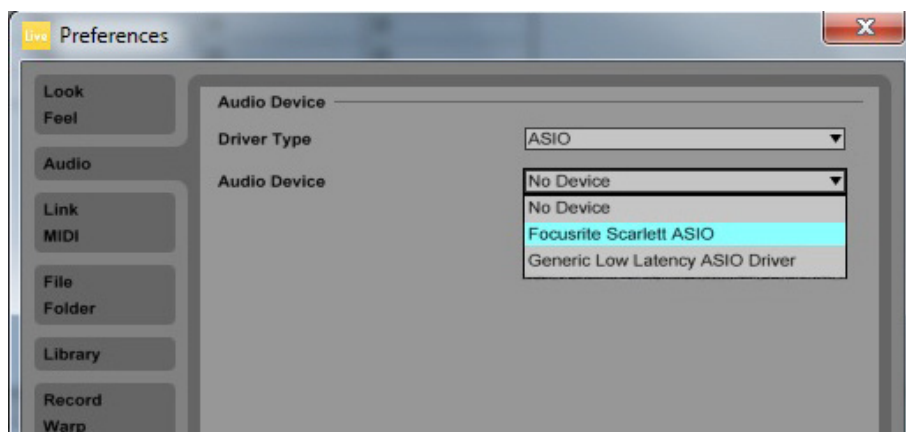 Live Preferences
Look
Feel
Audio
Link
MIDI
File
Folder
Library
Record
Warp
Audio Device
Driver Type ASIO
Audio Device No Device
No Device
Focusrite Scarlett ASIO
Generic Low Latency ASIO Driver